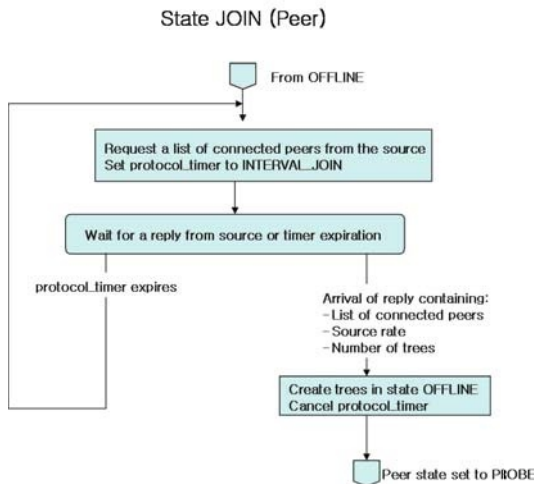 State JOIN (Peer)
From OFFLINE
Request a list of connected peers from the source
Set protocol_timer to INTERVAL_JOIN
Wait for a reply from source or timer expiration
protocol_timer expires
Arrival of reply containing:
- List of connected peers
- Source rate
- Number of trees
Create trees in state OFFLINE
Cancel protocol_timer
Peer state set to PROBE